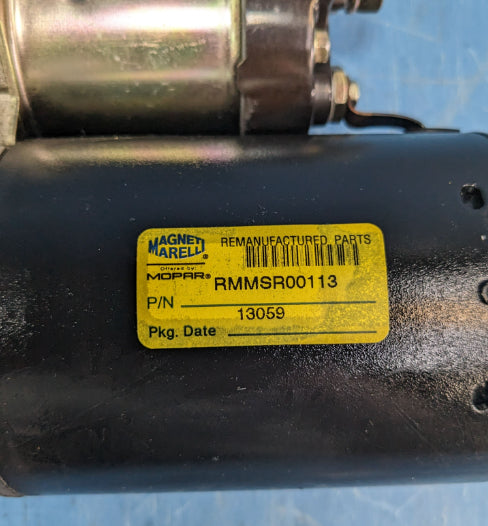 MAGNETI MARELLI
REMANUFACTURED PARTS
Offered by:
MOPAR®
RMMSR00113
P/N
13059
Pkg. Date